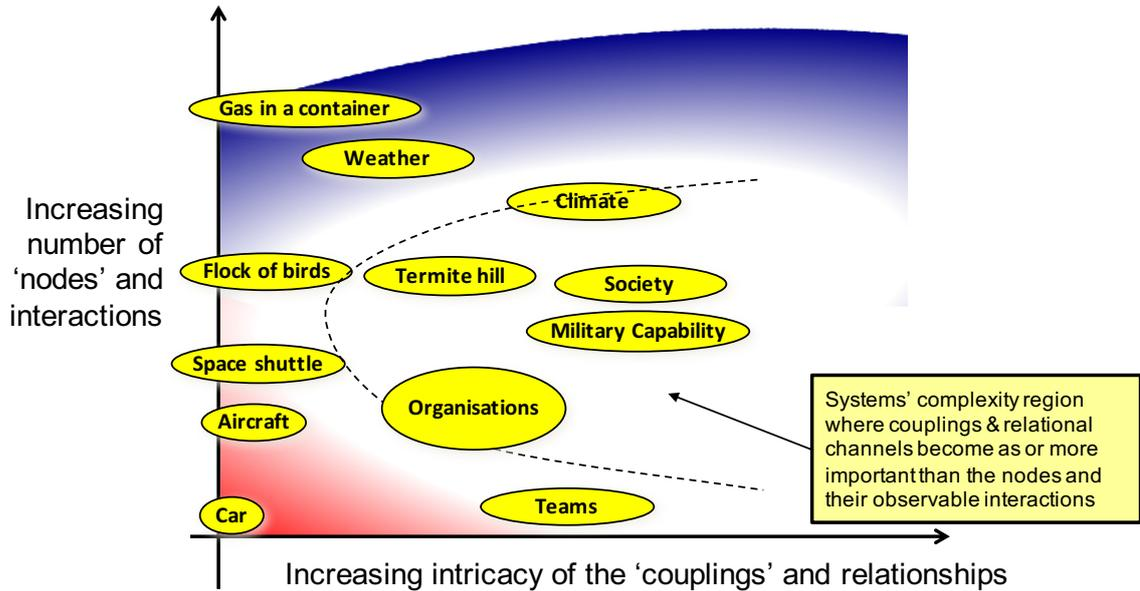 Gas in a container
Weather
Climate
Increasing
number of
‘nodes’ and
interactions
Flock of birds
Termite hill
Society
Military Capability
Space shuttle
Organisations
Aircraft
Systems’ complexity region
where couplings & relational
channels become as or more
important than the nodes and
their observable interactions
Car
Teams
Increasing intricacy of the ‘couplings’ and relationships